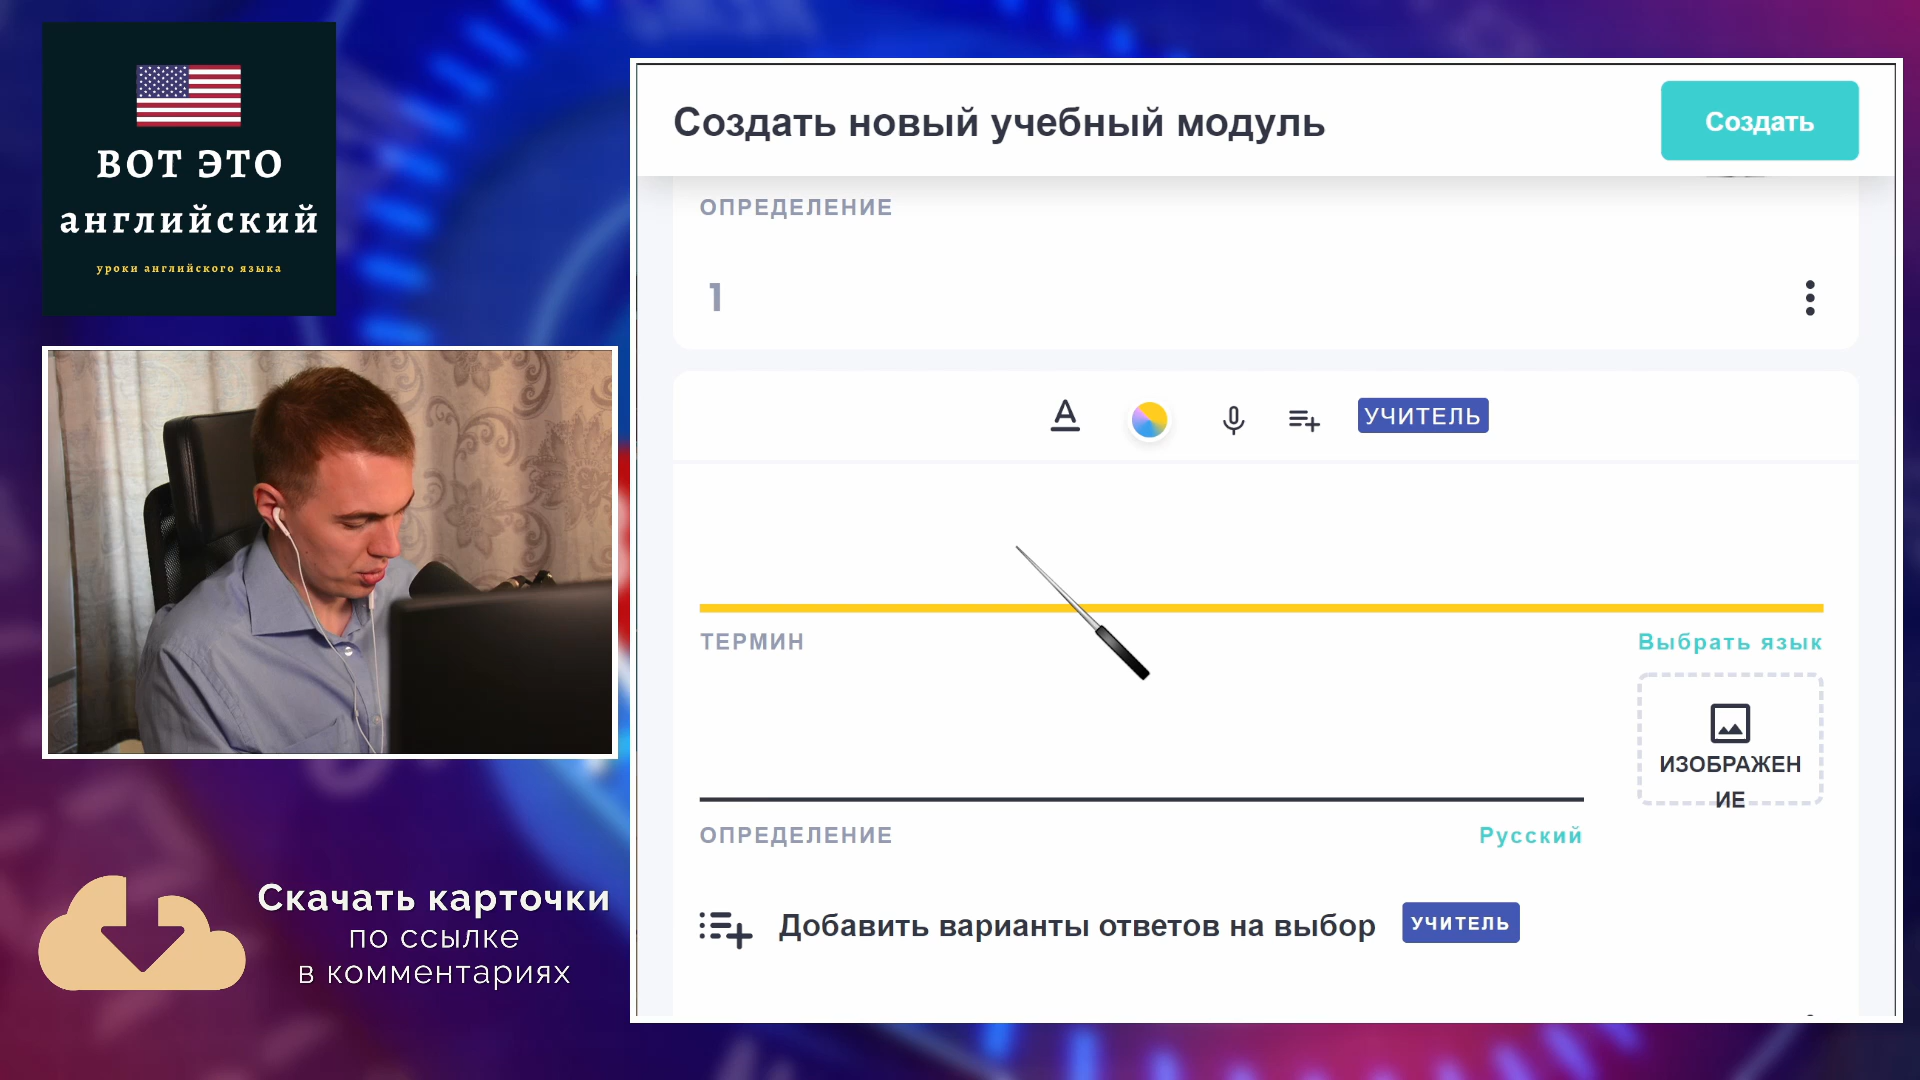 ВОТ ЭТО
английский
уроки английского языка
Скачать карточки
по ссылке
в комментариях
Создать новый учебный модуль
Создать
ОПРЕДЕЛЕНИЕ
1
A
УЧИТЕЛЬ
ТЕРМИН
Выбрать язык
ИЗОБРАЖЕН
ИЕ
ОПРЕДЕЛЕНИЕ
Русский
Добавить варианты ответов на выбор
УЧИТЕЛЬ